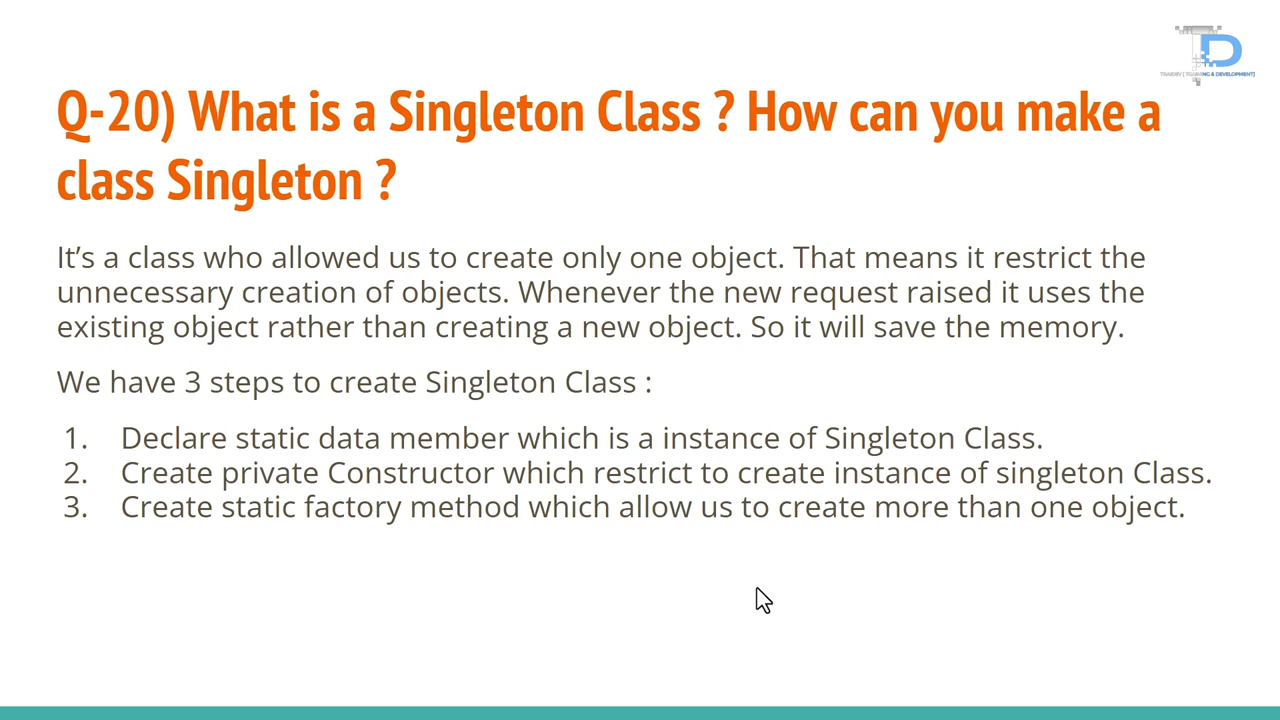 Q-20) What is a Singleton Class ? How can you make a
class Singleton ?
It’s a class who allowed us to create only one object. That means it restrict the
unnecessary creation of objects. Whenever the new request raised it uses the
existing object rather than creating a new object. So it will save the memory.
We have 3 steps to create Singleton Class :
1. Declare static data member which is a instance of Singleton Class.
2. Create private Constructor which restrict to create instance of singleton Class.
3. Create static factory method which allow us to create more than one object.